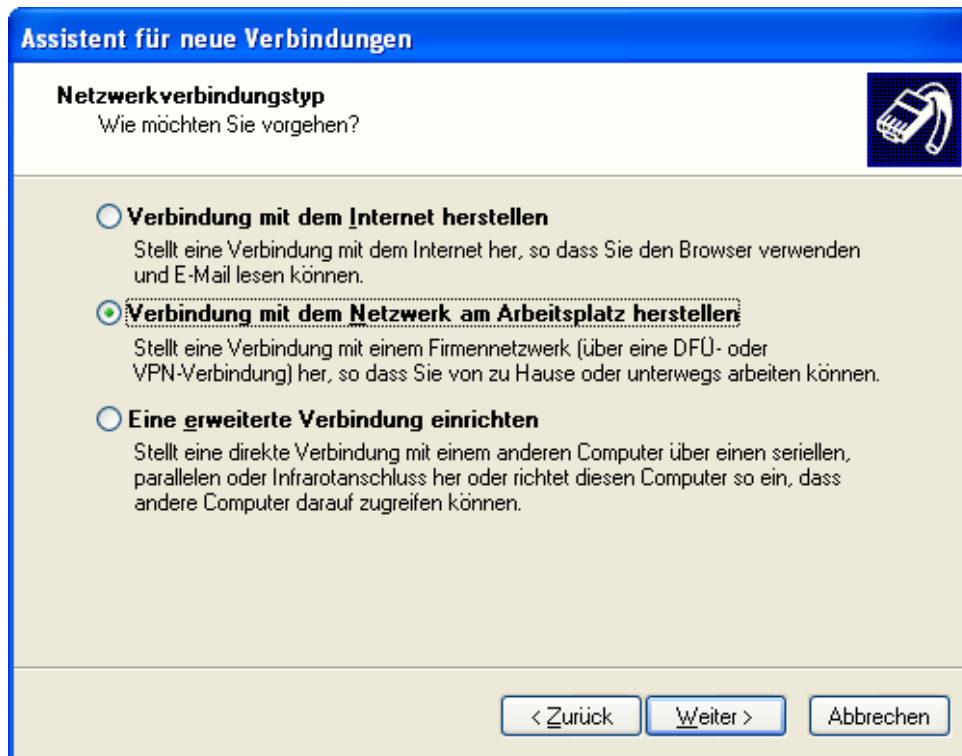 Assistent für neue Verbindungen
Netzwerkverbindungstyp
Wie möchten Sie vorgehen?
Verbindung mit dem Internet herstellen
Stellt eine Verbindung mit dem Internet her, so dass Sie den Browser verwenden
und E-Mail lesen können.
Verbindung mit dem Netzwerk am Arbeitsplatz herstellen
Stellt eine Verbindung mit einem Firmennetzwerk (über eine DFÜ- oder
VPN-Verbindung) her, so dass Sie von zu Hause oder unterwegs arbeiten können.
Eine erweiterte Verbindung einrichten
Stellt eine direkte Verbindung mit einem anderen Computer über einen seriellen,
parallelen oder Infrarotanschluss her oder richtet diesen Computer so ein, dass
andere Computer darauf zugreifen können.
< Zurück Weiter > Abbrechen